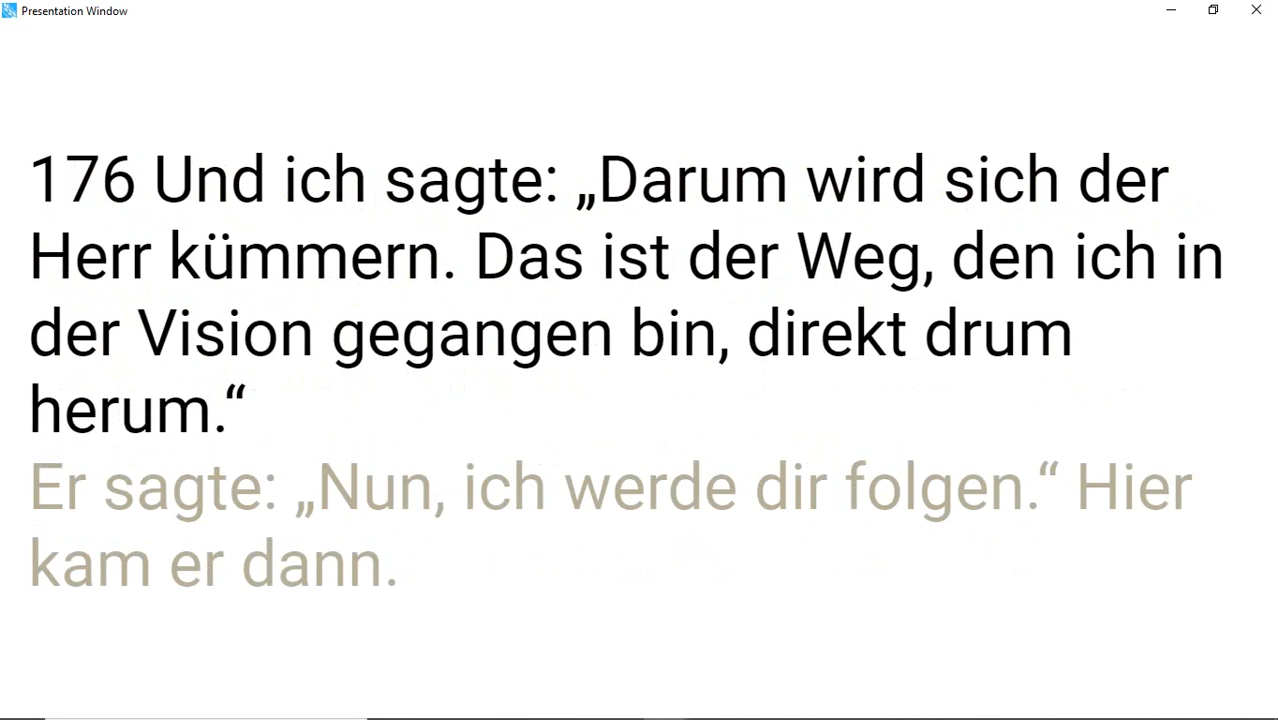 Presentation Window
176 Und ich sagte: „Darum wird sich der
Herr kümmern. Das ist der Weg, den ich in
der Vision gegangen bin, direkt drum
herum.“
Er sagte: „Nun, ich werde dir folgen.“ Hier
kam er dann.